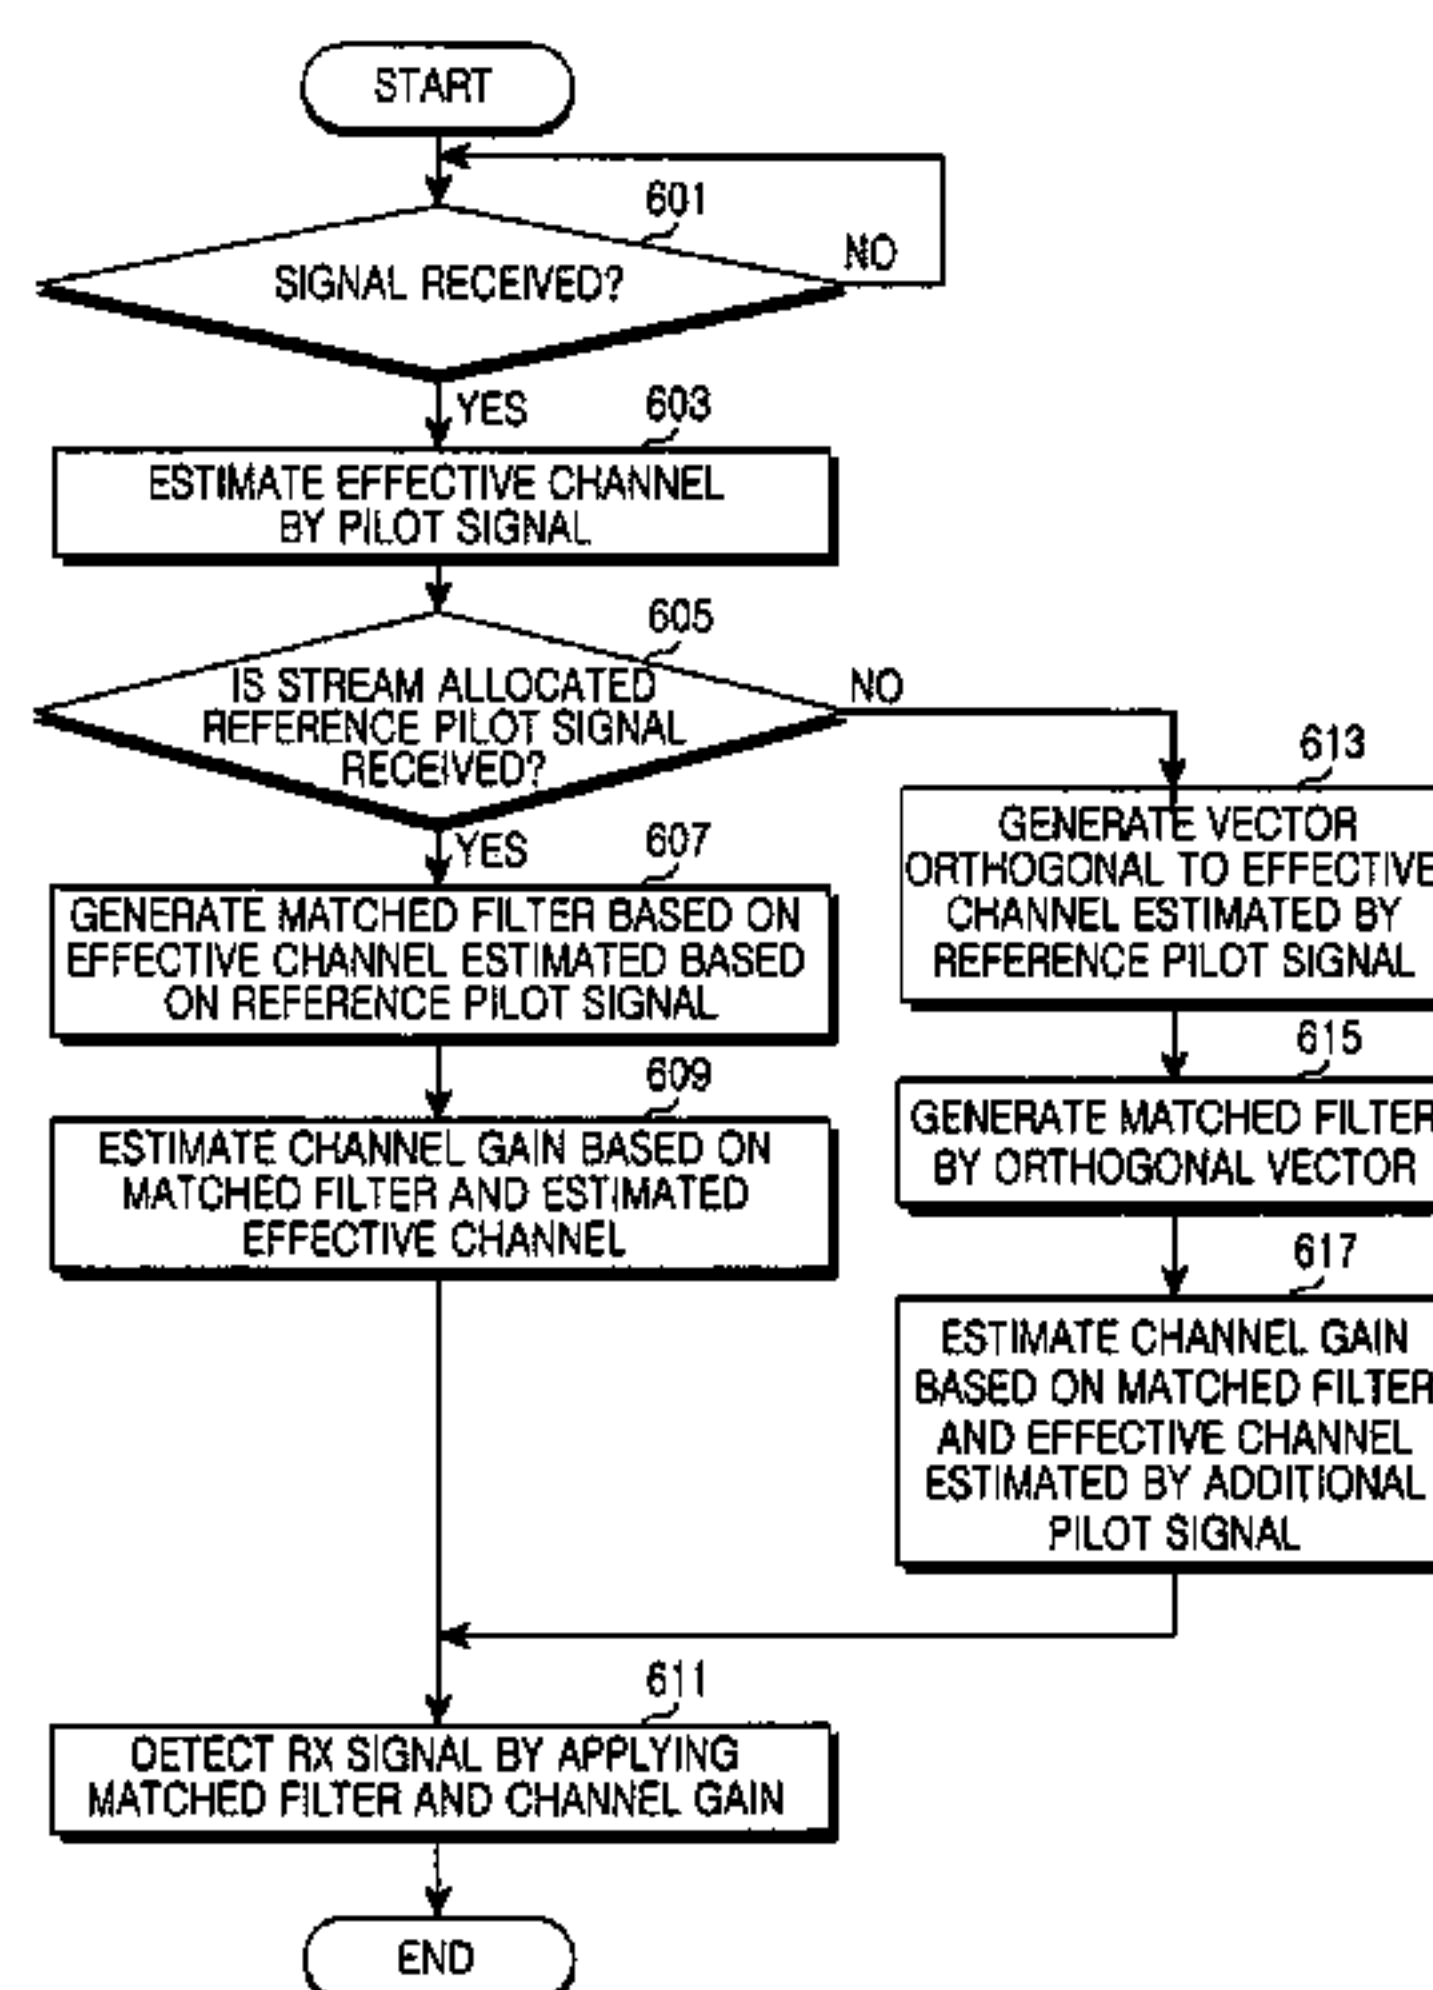 START
601
SIGNAL RECEIVED?
NO
YES
603
ESTIMATE EFFECTIVE CHANNEL
BY PILOT SIGNAL
605
IS STREAM ALLOCATED
REFERENCE PILOT SIGNAL
RECEIVED?
NO
YES
607
GENERATE MATCHED FILTER BASED ON
EFFECTIVE CHANNEL ESTIMATED BASED
ON REFERENCE PILOT SIGNAL
609
ESTIMATE CHANNEL GAIN BASED ON
MATCHED FILTER AND ESTIMATED
EFFECTIVE CHANNEL
613
GENERATE VECTOR
ORTHOGONAL TO EFFECTIVE
CHANNEL ESTIMATED BY
REFERENCE PILOT SIGNAL
615
GENERATE MATCHED FILTER
BY ORTHOGONAL VECTOR
617
ESTIMATE CHANNEL GAIN
BASED ON MATCHED FILTER
AND EFFECTIVE CHANNEL
ESTIMATED BY ADDITIONAL
PILOT SIGNAL
611
DETECT RX SIGNAL BY APPLYING
MATCHED FILTER AND CHANNEL GAIN
END